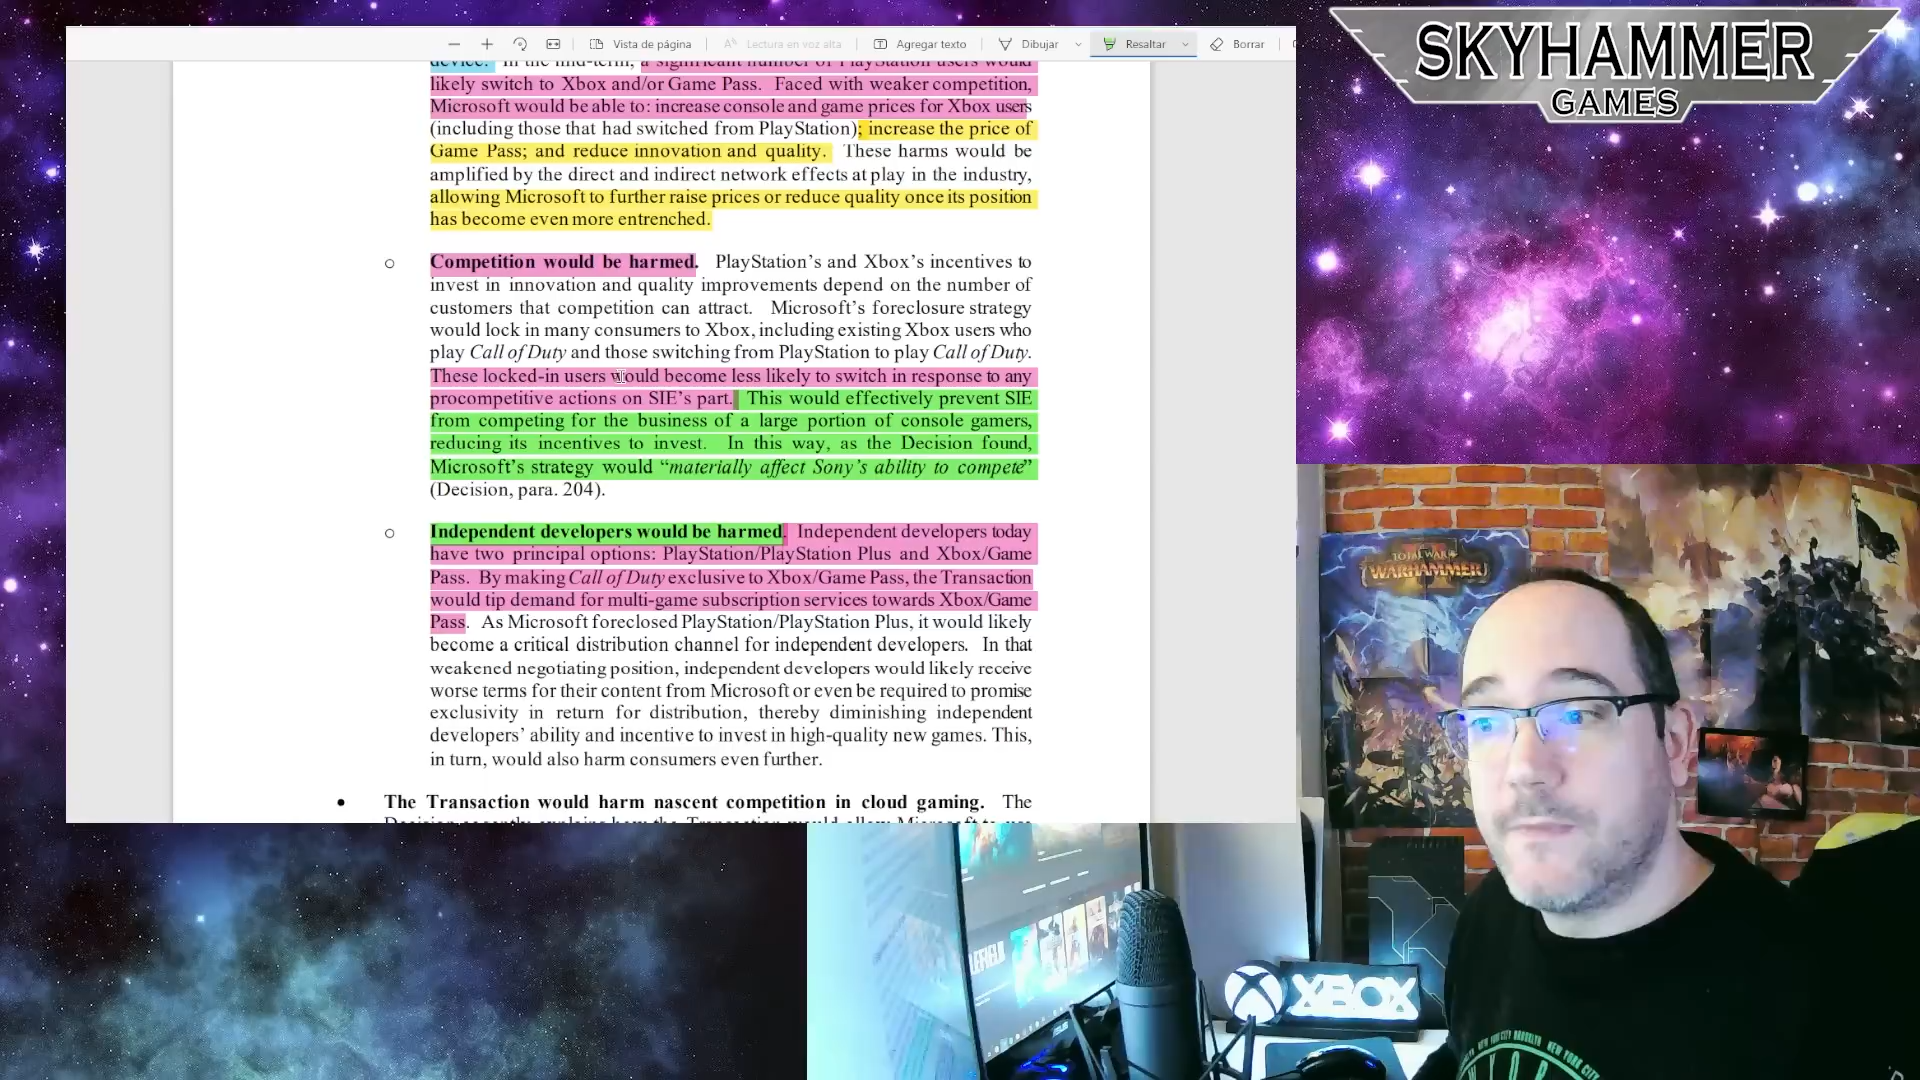 Vista de página
Lectura en voz alta
Agregar texto
Dibujar
Resaltar
Borrar
SKYHAMMER
GAMES
device. In the mid-term, a significant number of PlayStation users would
likely switch to Xbox and/or Game Pass. Faced with weaker competition,
Microsoft would be able to: increase console and game prices for Xbox users
(including those that had switched from PlayStation); increase the price of
Game Pass; and reduce innovation and quality. These harms would be
amplified by the direct and indirect network effects at play in the industry,
allowing Microsoft to further raise prices or reduce quality once its position
has become even more entrenched.
Competition would be harmed. PlayStation's and Xbox's incentives to
invest in innovation and quality improvements depend on the number of
customers that competition can attract. Microsoft's foreclosure strategy
would lock in many consumers to Xbox, including existing Xbox users who
play Call of Duty and those switching from PlayStation to play Call of Duty.
These locked-in users would become less likely to switch in response to any
procompetitive actions on SIE's part. This would effectively prevent SIE
from competing for the business of a large portion of console gamers,
reducing its incentives to invest. In this way, as the Decision found,
Microsoft's strategy would “materially affect Sony's ability to compete”
(Decision, para. 204).
Independent developers would be harmed. Independent developers today
have two principal options: PlayStation/PlayStation Plus and Xbox/Game
Pass. By making Call of Duty exclusive to Xbox/Game Pass, the Transaction
would tip demand for multi-game subscription services towards Xbox/Game
Pass. As Microsoft foreclosed PlayStation/PlayStation Plus, it would likely
become a critical distribution channel for independent developers. In that
weakened negotiating position, independent developers would likely receive
worse terms for their content from Microsoft or even be required to promise
exclusivity in return for distribution, thereby diminishing independent
developers' ability and incentive to invest in high-quality new games. This,
in turn, would also harm consumers even further.
The Transaction would harm nascent competition in cloud gaming. The
TOTAL WAR
WARHAMMER
XBOX